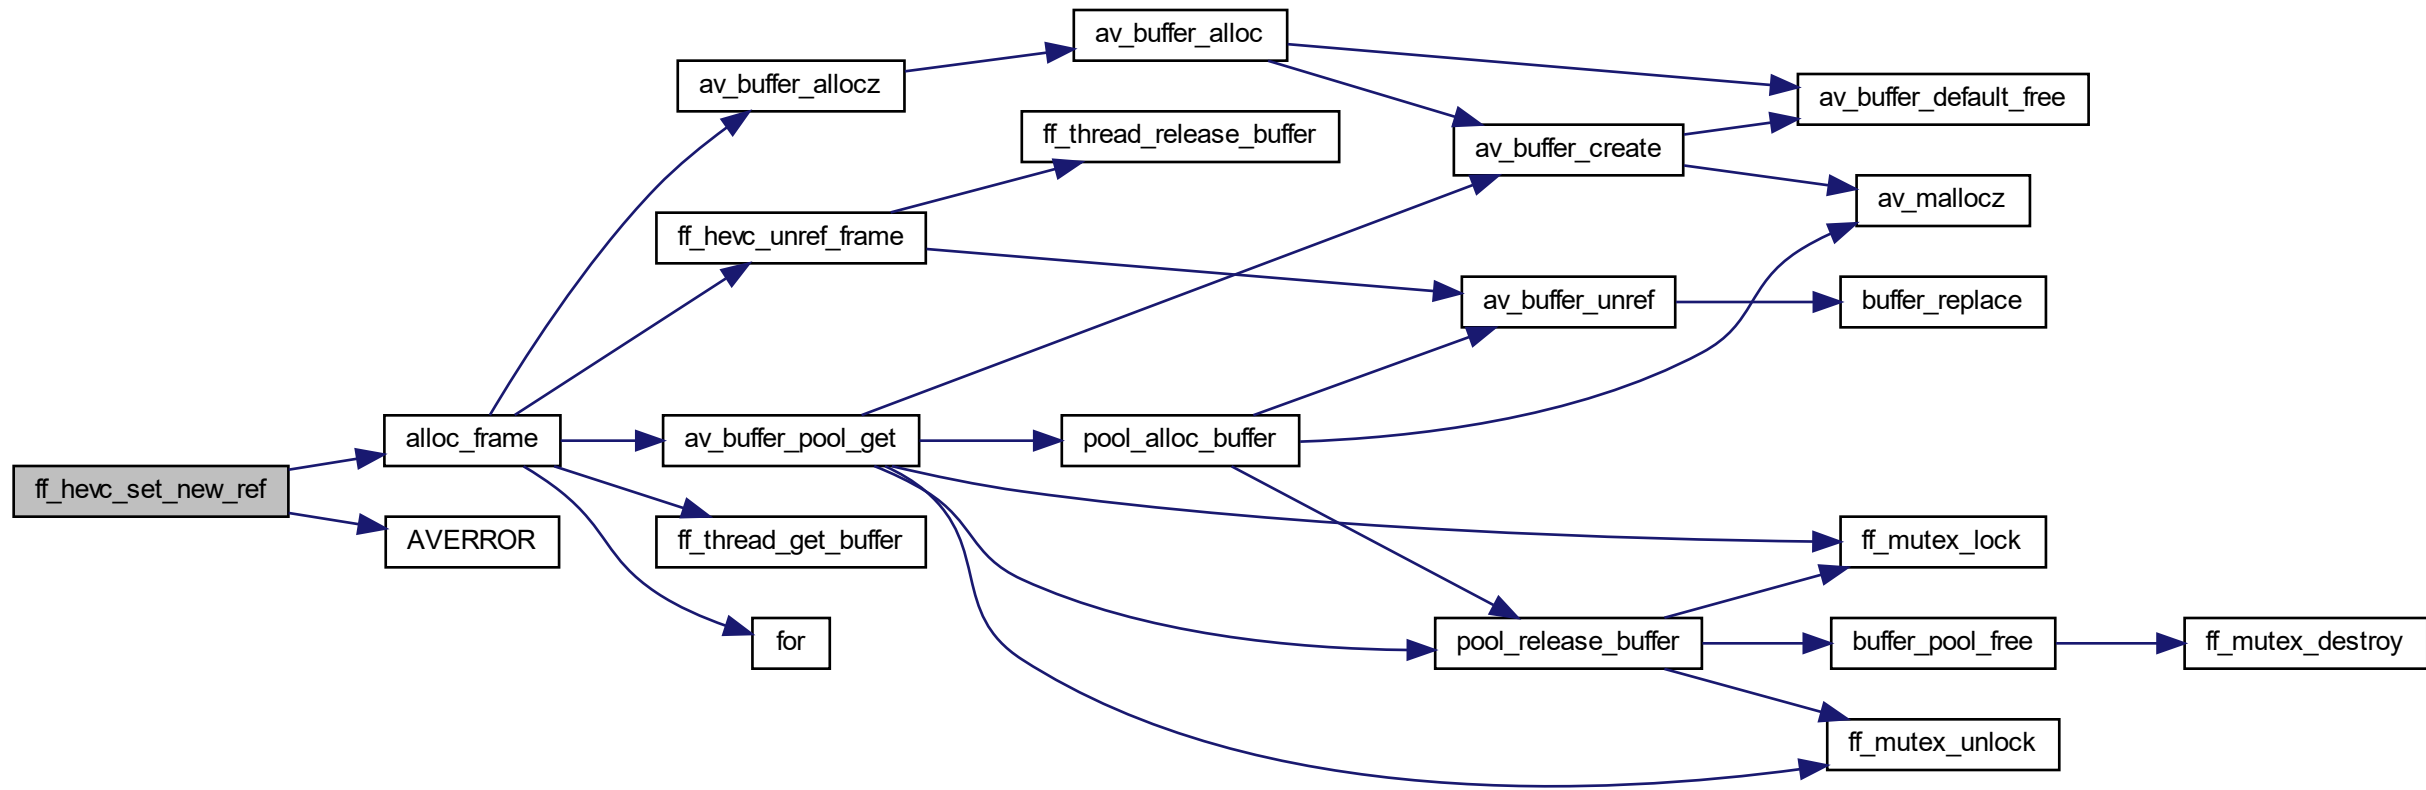 av_buffer_alloc
av_buffer_allocz
av_buffer_default_free
ff_thread_release_buffer
av_buffer_create
av_mallocz
ff_hevc_unref_frame
av_buffer_unref
buffer_replace
alloc_frame
av_buffer_pool_get
pool_alloc_buffer
ff_hevc_set_new_ref
AVERROR
ff_thread_get_buffer
ff_mutex_lock
for
pool_release_buffer
buffer_pool_free
ff_mutex_destroy
ff_mutex_unlock